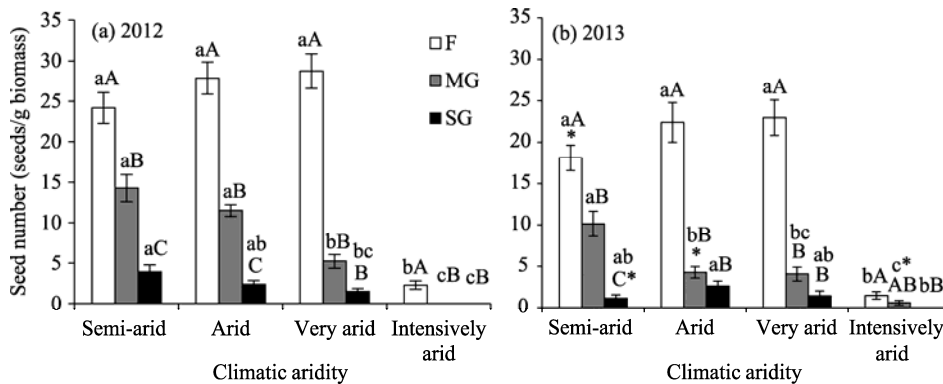 (a) 2012
Seed number (seeds/g biomass)
35
30
25
20
15
10
5
0
aA
aB
aC
aA
aB
ab
C
aA
bB
bc
B
bA
cB
cB
F
MG
SG
Semi-arid
Arid
Very arid
Intensively
arid
Climatic aridity
(b) 2013
35
30
25
20
15
10
5
0
aA
*
aB
ab
C*
aA
bB
*
aB
aA
bc
B
ab
B
bA
c*
AB
bB
Semi-arid
Arid
Very arid
Intensively
arid
Climatic aridity